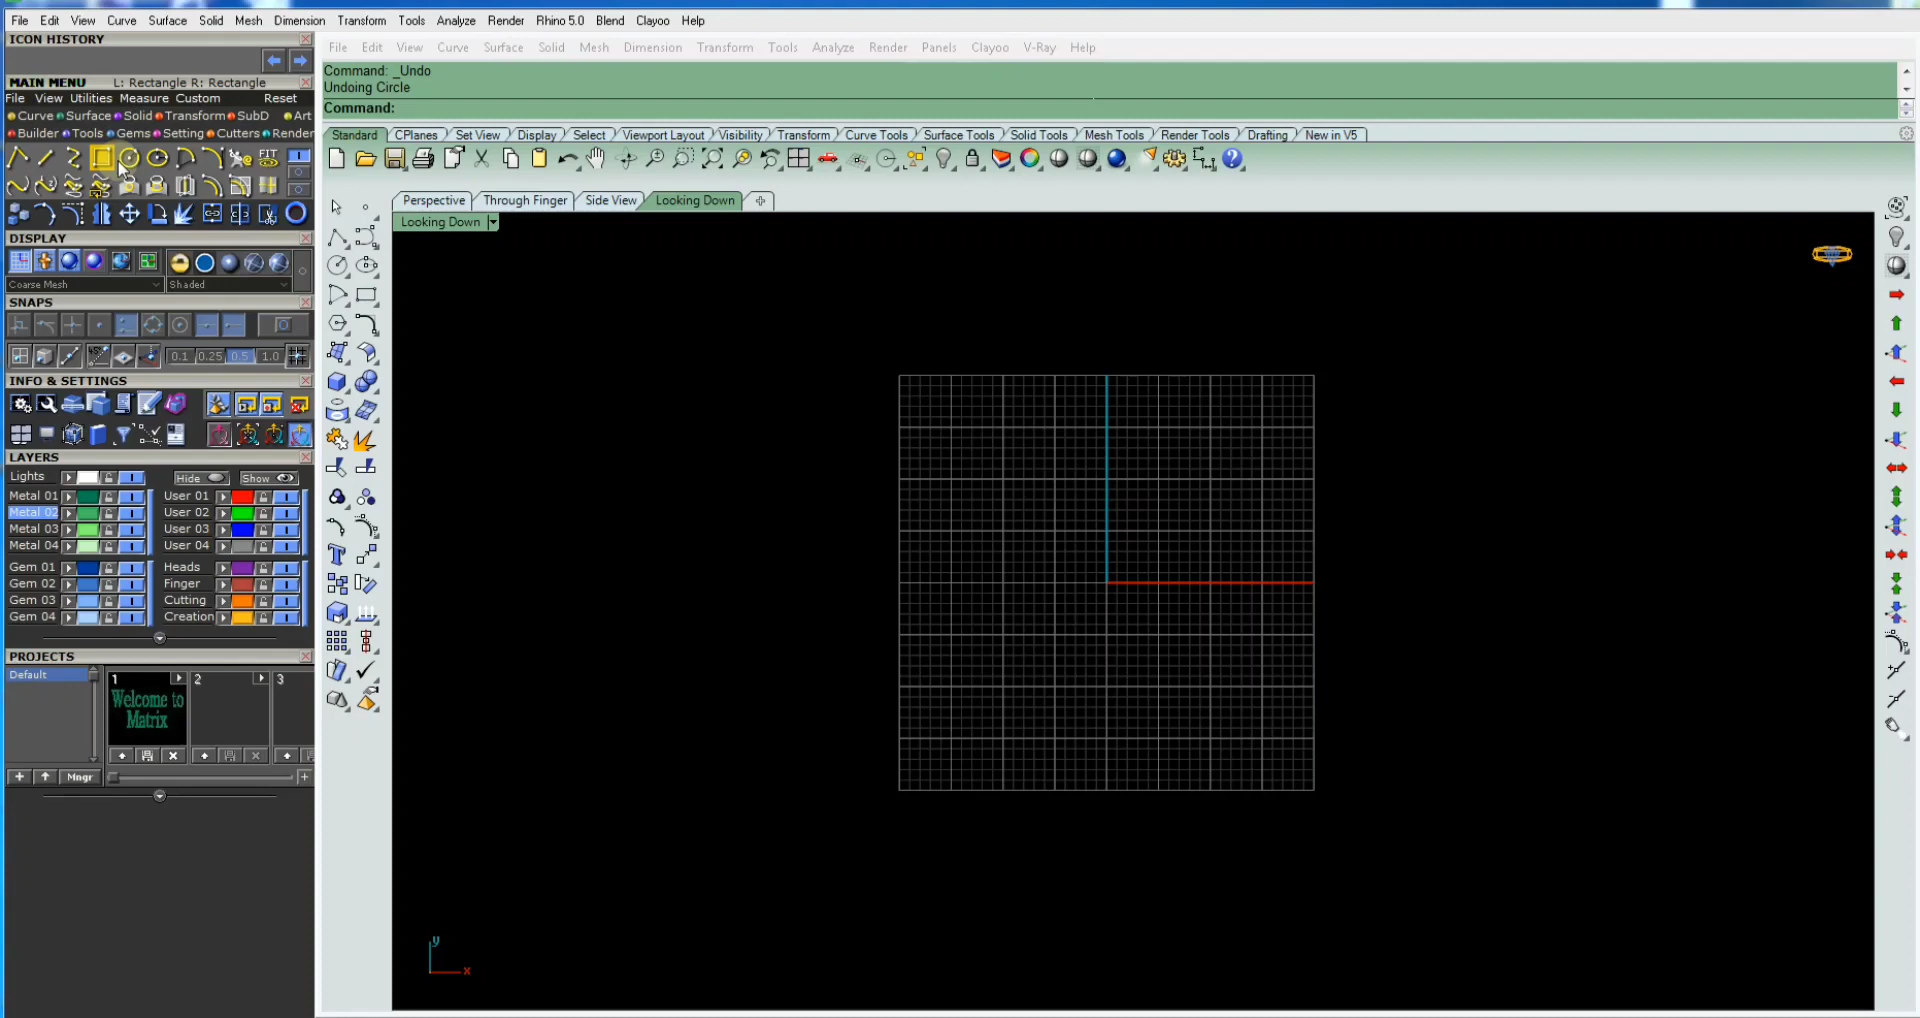 File Edit View Curve Surface Solid Mesh Dimension Transform Tools Analyze Render Rhino 5.0 Blend Clayoo Help
ICON HISTORY
MAIN MENU L: Rectangle R: Rectangle
File View Utilities Measure Custom Reset
Curve Surface Solid Transform SubD Art
Builder Tools Gems Setting Cutters Render
FIT
DISPLAY
Coarse Mesh Shaded
SNAPS
0.1 0.25 0.5 1.0
INFO & SETTINGS
LAYERS
Lights Hide Show
Metal 01 User 01
Metal 02 User 02
Metal 03 User 03
Metal 04 User 04
Gem 01 Heads
Gem 02 Finger
Gem 03 Cutting
Gem 04 Creation
PROJECTS
Default 1 2 3
Welcome to
Matrix
Mngr
File Edit View Curve Surface Solid Mesh Dimension Transform Tools Analyze Render Panels Clayoo V-Ray Help
Command: _Undo
Undoing Circle
Command:
Standard CPlanes Set View Display Select Viewport Layout Visibility Transform Curve Tools Surface Tools Solid Tools Mesh Tools Render Tools Drafting New in V5
Perspective Through Finger Side View Looking Down
Looking Down
y
x